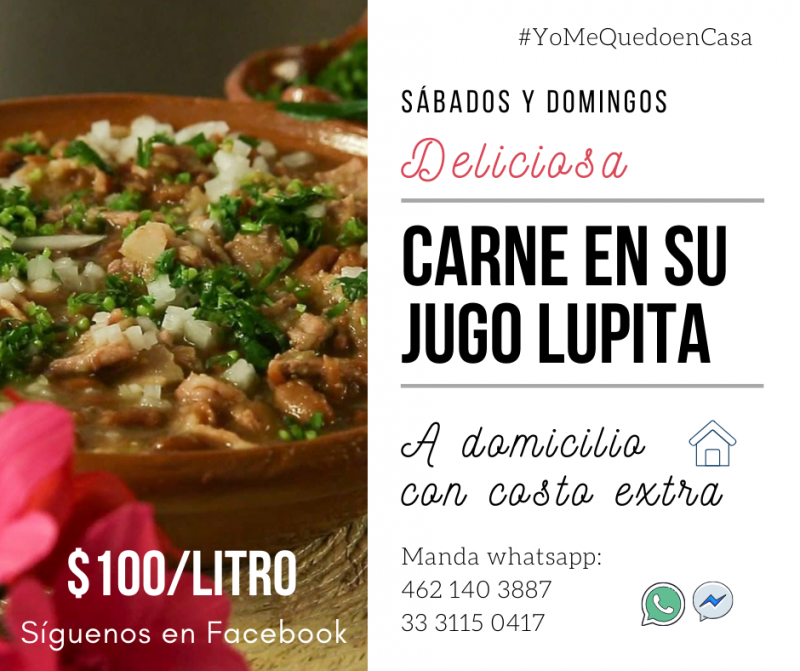 #YoMeQuedoenCasa
SÁBADOS Y DOMINGOS
Deliciosa
CARNE EN SU
JUGO LUPITA
A domicilio
con costo extra
Manda whatsapp:
462 140 3887
33 3115 0417
$100/LITRO
Síguenos en Facebook